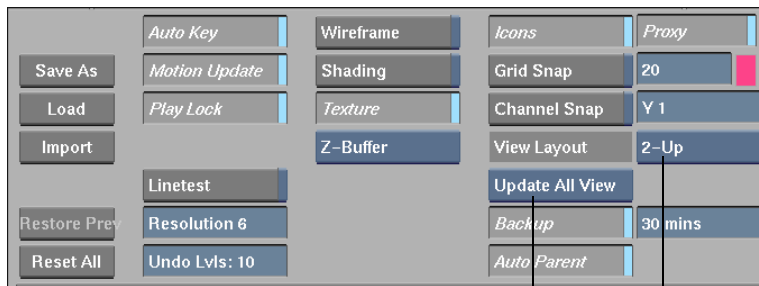 Auto Key Wireframe Icons Proxy
Save As Motion Update Shading Grid Snap 20
Load Play Lock Texture Channel Snap Y 1
Import Z-Buffer View Layout 2-Up
Linetest Update All View
Restore Prev Resolution 6 Backup 30 mins
Reset All Undo Lvls: 10 Auto Parent